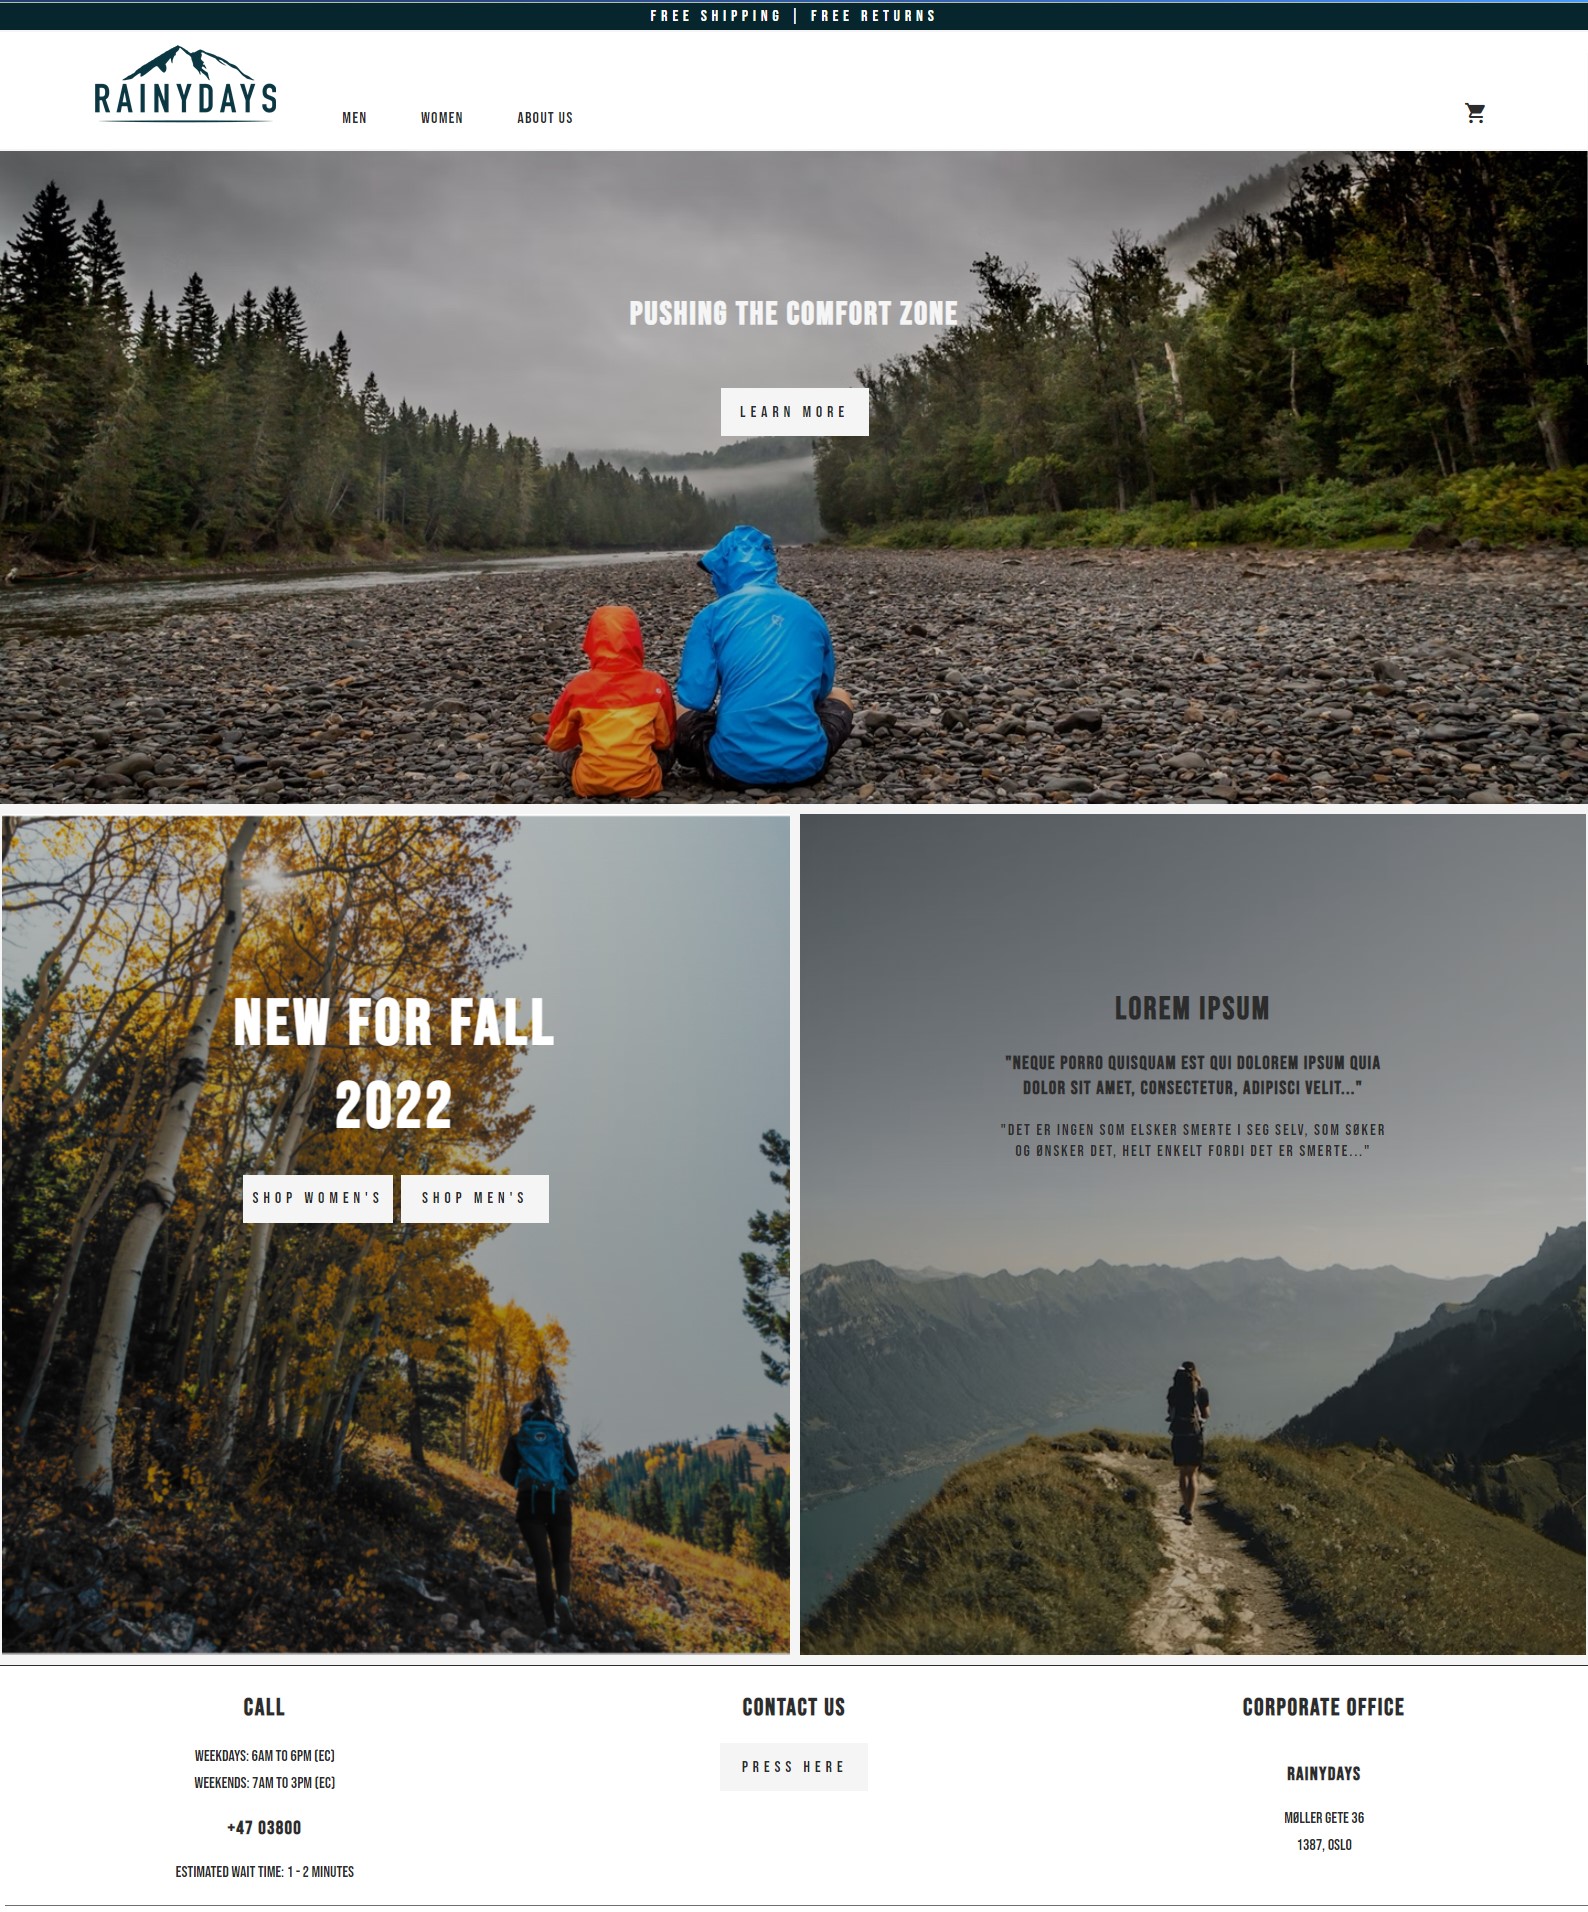 FREE SHIPPING | FREE RETURNS
RAINYDAYS
MEN WOMEN ABOUT US
PUSHING THE COMFORT ZONE
LEARN MORE
NEW FOR FALL
2022
SHOP WOMEN'S SHOP MEN'S
LOREM IPSUM
"NEQUE PORRO QUISQUAM EST QUI DOLOREM IPSUM QUIA
DOLOR SIT AMET, CONSECTETUR, ADIPISCI VELIT..."
"DET ER INGEN SOM ELSKER SMERTE I SEG SELV, SOM SØKER
OG ØNSKER DET, HELT ENKELT FORDI DET ER SMERTE..."
CALL
WEEKDAYS: 6AM TO 6PM (EC)
WEEKENDS: 7AM TO 3PM (EC)
+47 03800
ESTIMATED WAIT TIME: 1 - 2 MINUTES
CONTACT US
PRESS HERE
CORPORATE OFFICE
RAINYDAYS
MØLLER GETE 36
1387, OSLO